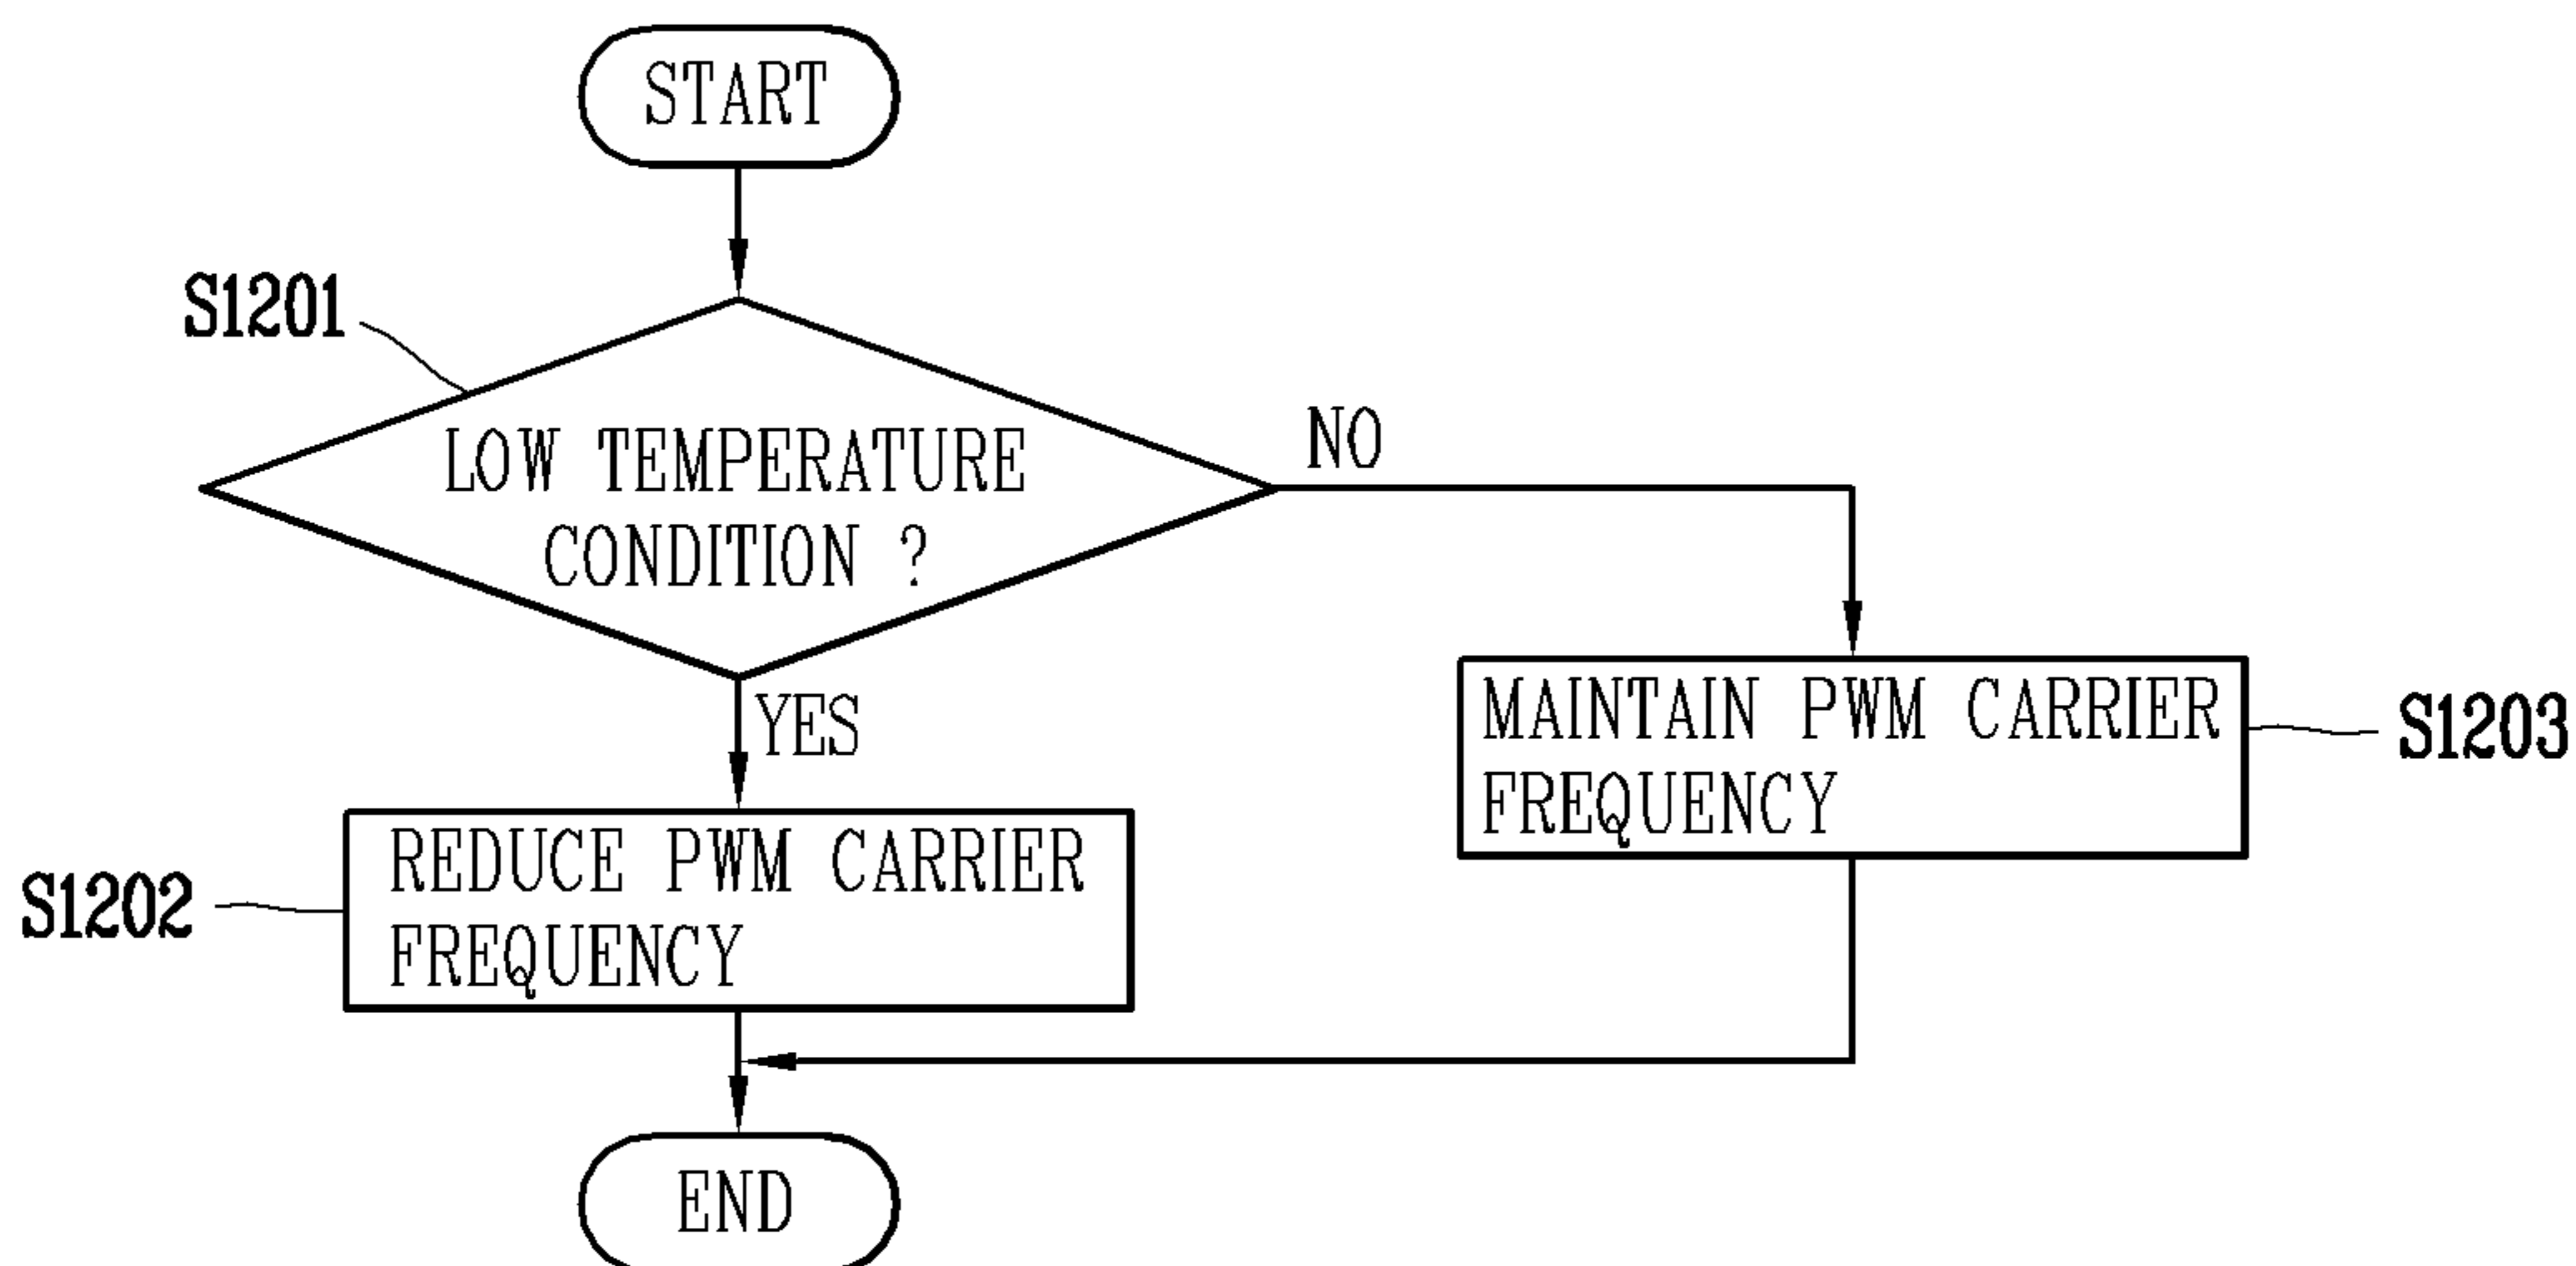 START
S1201
LOW TEMPERATURE
CONDITION ?
NO
YES
MAINTAIN PWM CARRIER
FREQUENCY
S1203
REDUCE PWM CARRIER
FREQUENCY
S1202
END